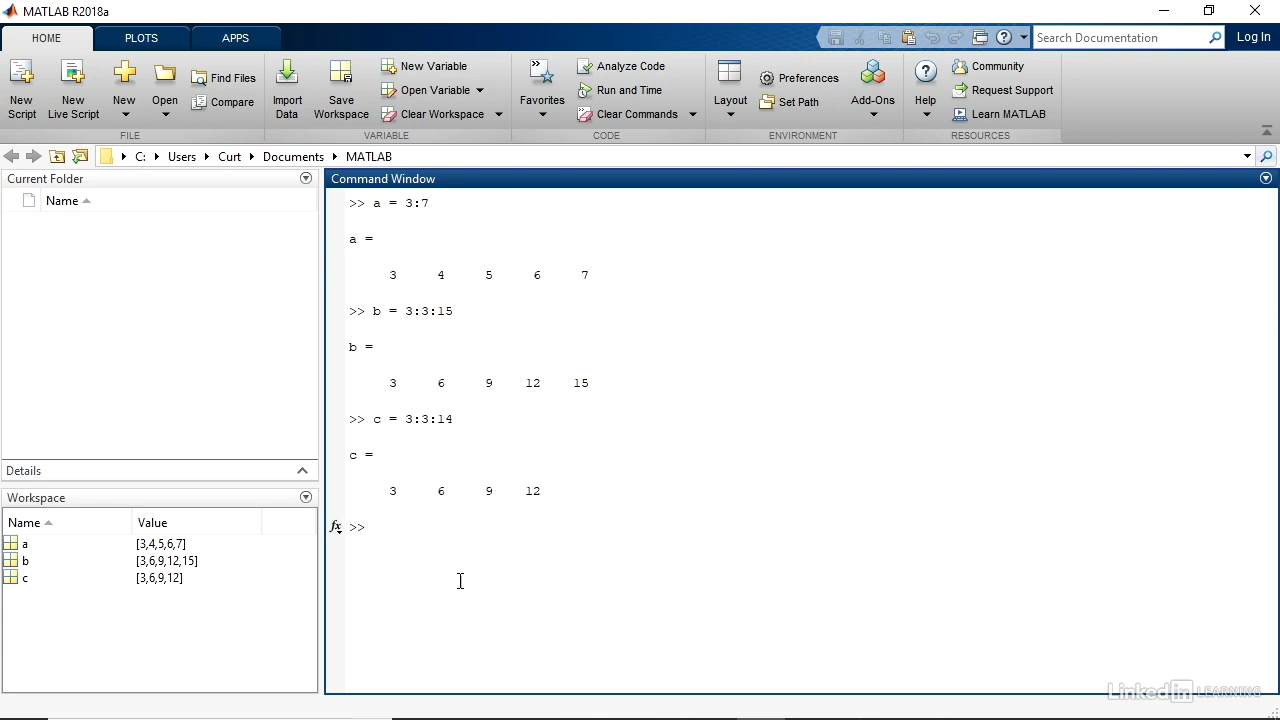 MATLAB R2018a
HOME PLOTS APPS
Search Documentation Log In
New Script
New Live Script
New
Open
Find Files
Compare
FILE
Import Data
Save Workspace
New Variable
Open Variable
Clear Workspace
VARIABLE
Favorites
Analyze Code
Run and Time
Clear Commands
CODE
Layout
Preferences
Set Path
Add-Ons
ENVIRONMENT
Help
Community
Request Support
Learn MATLAB
RESOURCES
C: Users Curt Documents MATLAB
Current Folder
Name
Details
Workspace
Name Value
a [3,4,5,6,7]
b [3,6,9,12,15]
c [3,6,9,12]
Command Window
>> a = 3:7
a =
3 4 5 6 7
>> b = 3:3:15
b =
3 6 9 12 15
>> c = 3:3:14
c =
3 6 9 12
fx >>
Linked in LEARNING